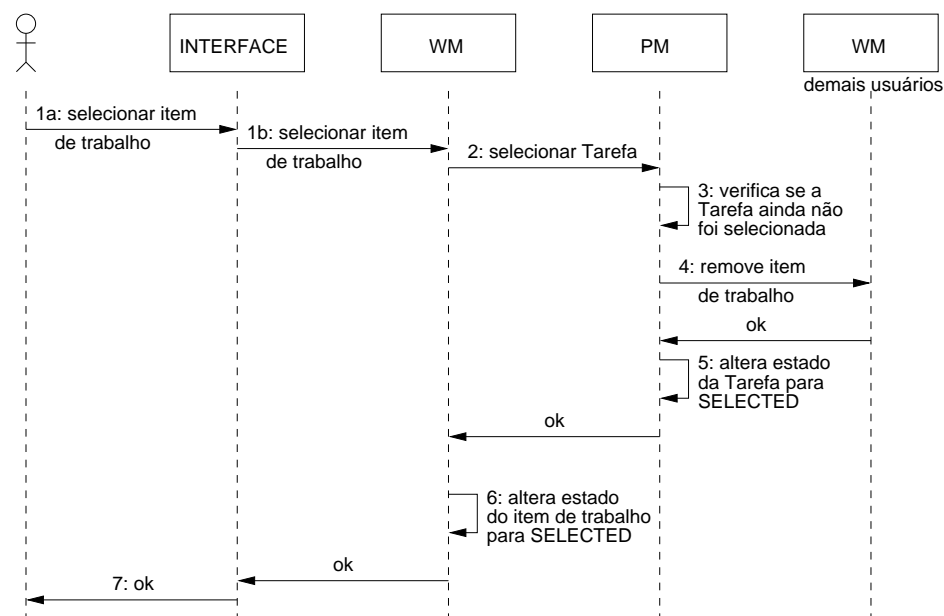 INTERFACE
WM
PM
WM
demais usuários
1a: selecionar item
de trabalho
1b: selecionar item
de trabalho
2: selecionar Tarefa
3: verifica se a
Tarefa ainda não
foi selecionada
4: remove item
de trabalho
ok
5: altera estado
da Tarefa para
SELECTED
ok
6: altera estado
do item de trabalho
para SELECTED
ok
7: ok